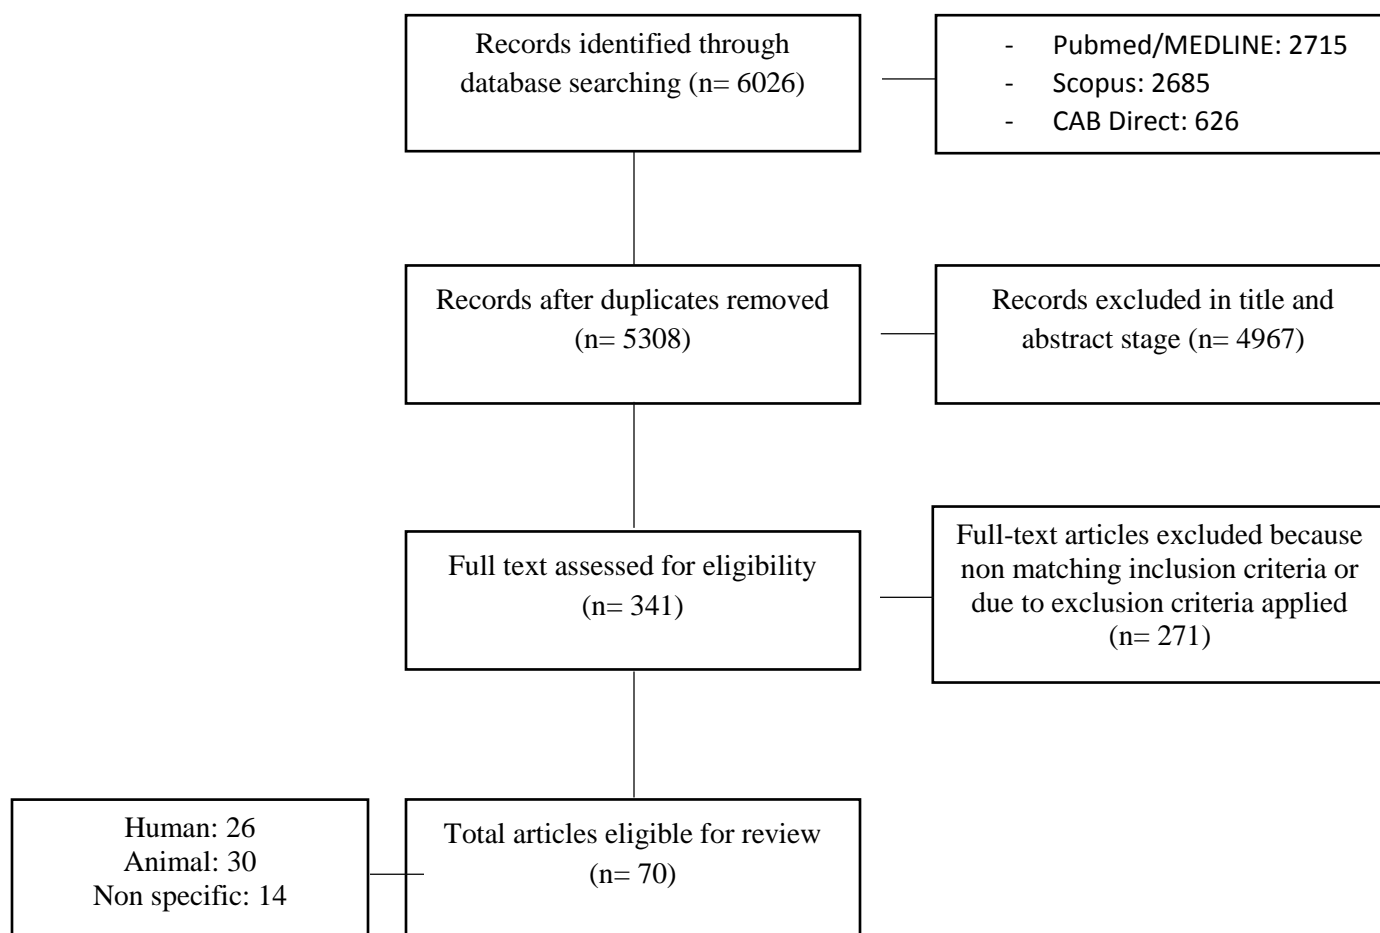 Records identified through
database searching (n= 6026)
- Pubmed/MEDLINE: 2715
- Scopus: 2685
- CAB Direct: 626
Records after duplicates removed
(n= 5308)
Records excluded in title and
abstract stage (n= 4967)
Full text assessed for eligibility
(n= 341)
Full-text articles excluded because
non matching inclusion criteria or
due to exclusion criteria applied
(n= 271)
Human: 26
Animal: 30
Non specific: 14
Total articles eligible for review
(n= 70)